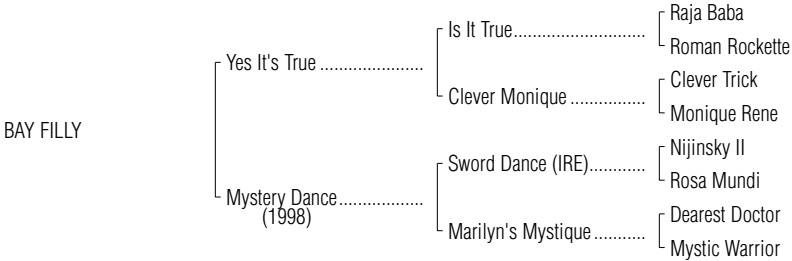 Raja Baba
Is It True............................
Roman Rockette
Yes It's True ......................
Clever Trick
Clever Monique ................
Monique Rene
BAY FILLY
Nijinsky II
Sword Dance (IRE)............
Rosa Mundi
Mystery Dance..................
(1998)
Dearest Doctor
Marilyn's Mystique ...........
Mystic Warrior